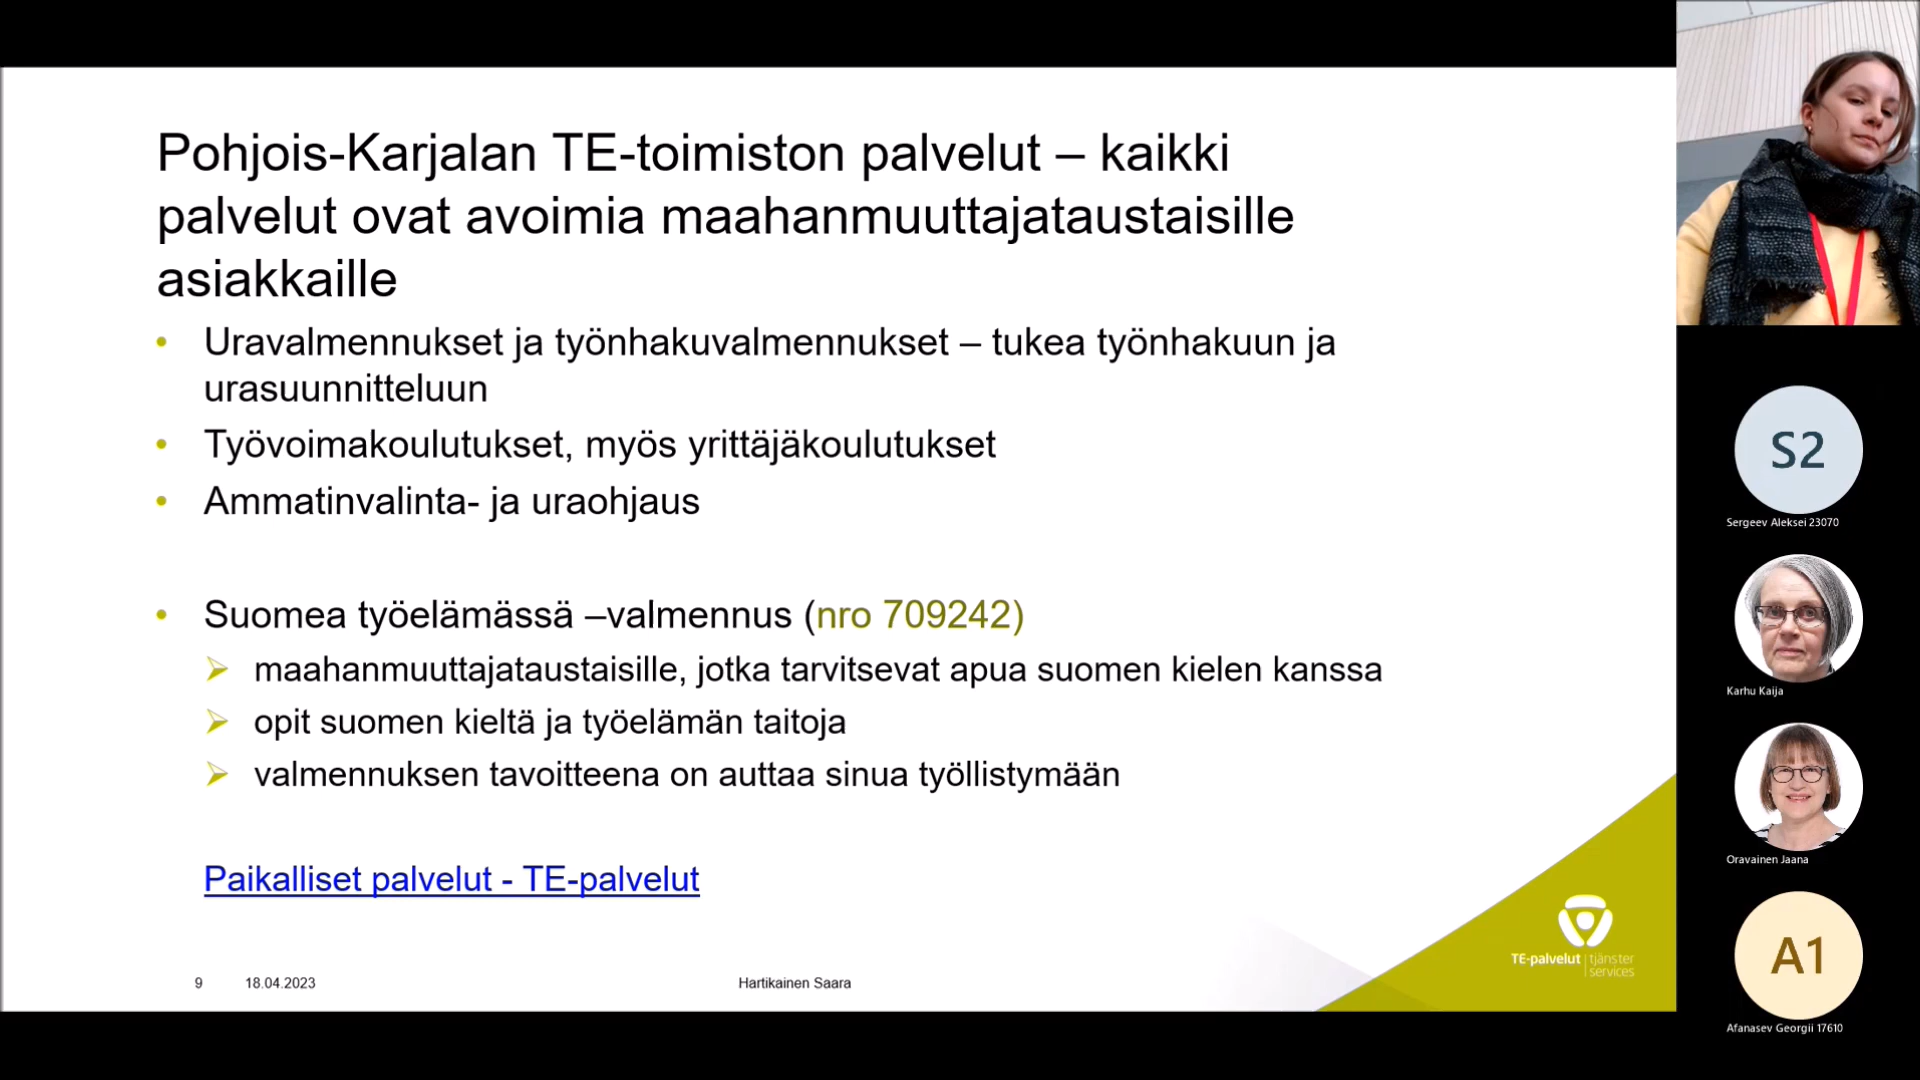 Pohjois-Karjalan TE-toimiston palvelut – kaikki
palvelut ovat avoimia maahanmuuttajataustaisille
asiakkaille
• Uravalmennukset ja työnhakuvalmennukset – tukea työnhakuun ja
urasuunnitteluun
• Työvoimakoulutukset, myös yrittäjäkoulutukset
• Ammatinvalinta- ja uraohjaus
• Suomea työelämässä –valmennus (nro 709242)
➢ maahanmuuttajataustaisille, jotka tarvitsevat apua suomen kielen kanssa
➢ opit suomen kieltä ja työelämän taitoja
➢ valmennuksen tavoitteena on auttaa sinua työllistymään
Paikalliset palvelut - TE-palvelut
9 18.04.2023 Hartikainen Saara
TE-palvelut | tjänster
services
S2
Sergeev Aleksei 23070
Karhu Kaija
Oravainen Jaana
A1
Afanasev Georgii 17610